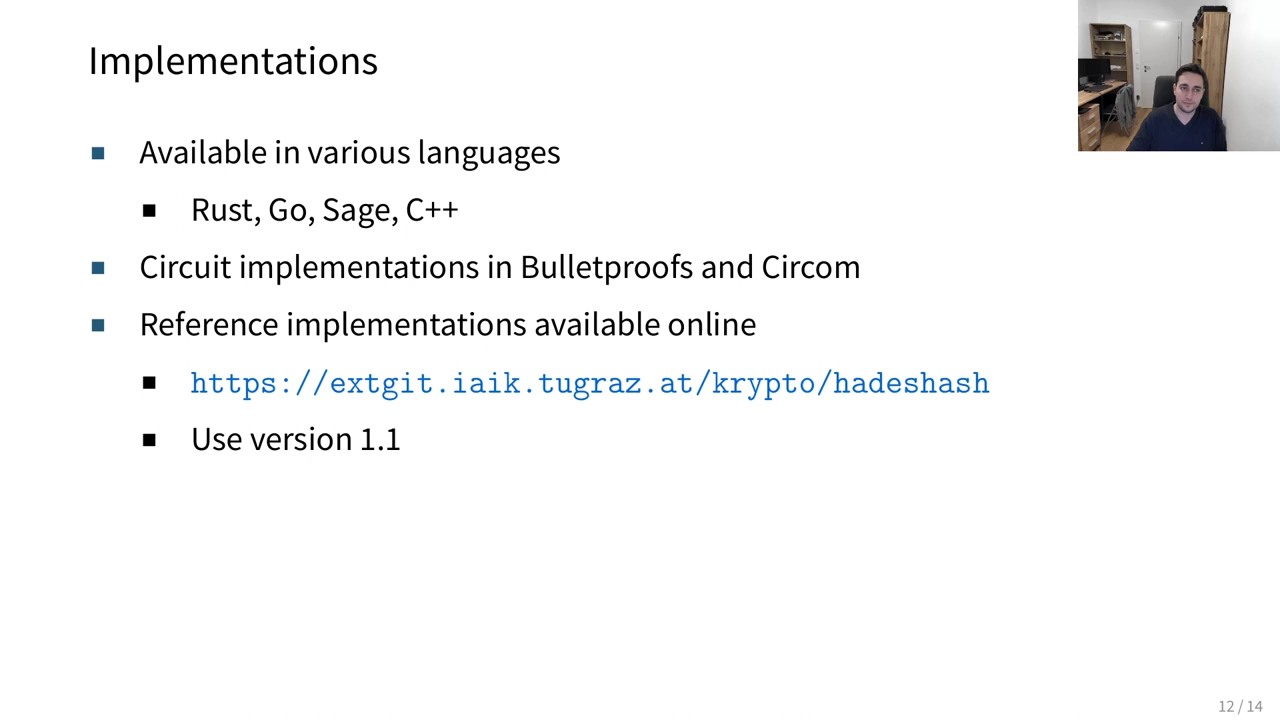 Implementations
Available in various languages
Rust, Go, Sage, C++
Circuit implementations in Bulletproofs and Circom
Reference implementations available online
https://extgit.iaik.tugraz.at/krypto/hadeshash
Use version 1.1
12 / 14